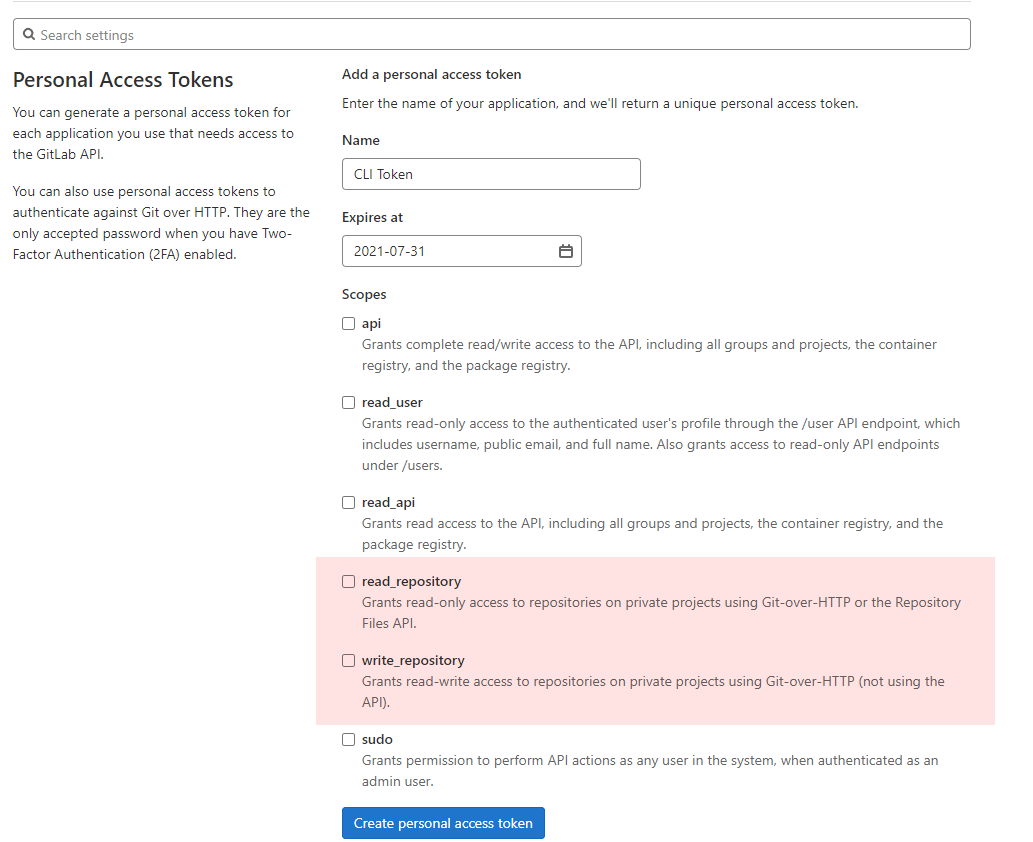 Search settings
Personal Access Tokens
You can generate a personal access token for
each application you use that needs access to
the GitLab API.
You can also use personal access tokens to
authenticate against Git over HTTP. They are the
only accepted password when you have Two-
Factor Authentication (2FA) enabled.
Add a personal access token
Enter the name of your application, and we'll return a unique personal access token.
Name
CLI Token
Expires at
2021-07-31
Scopes
api
Grants complete read/write access to the API, including all groups and projects, the container
registry, and the package registry.
read_user
Grants read-only access to the authenticated user's profile through the /user API endpoint, which
includes username, public email, and full name. Also grants access to read-only API endpoints
under /users.
read_api
Grants read access to the API, including all groups and projects, the container registry, and the
package registry.
read_repository
Grants read-only access to repositories on private projects using Git-over-HTTP or the Repository
Files API.
write_repository
Grants read-write access to repositories on private projects using Git-over-HTTP (not using the
API).
sudo
Grants permission to perform API actions as any user in the system, when authenticated as an
admin user.
Create personal access token